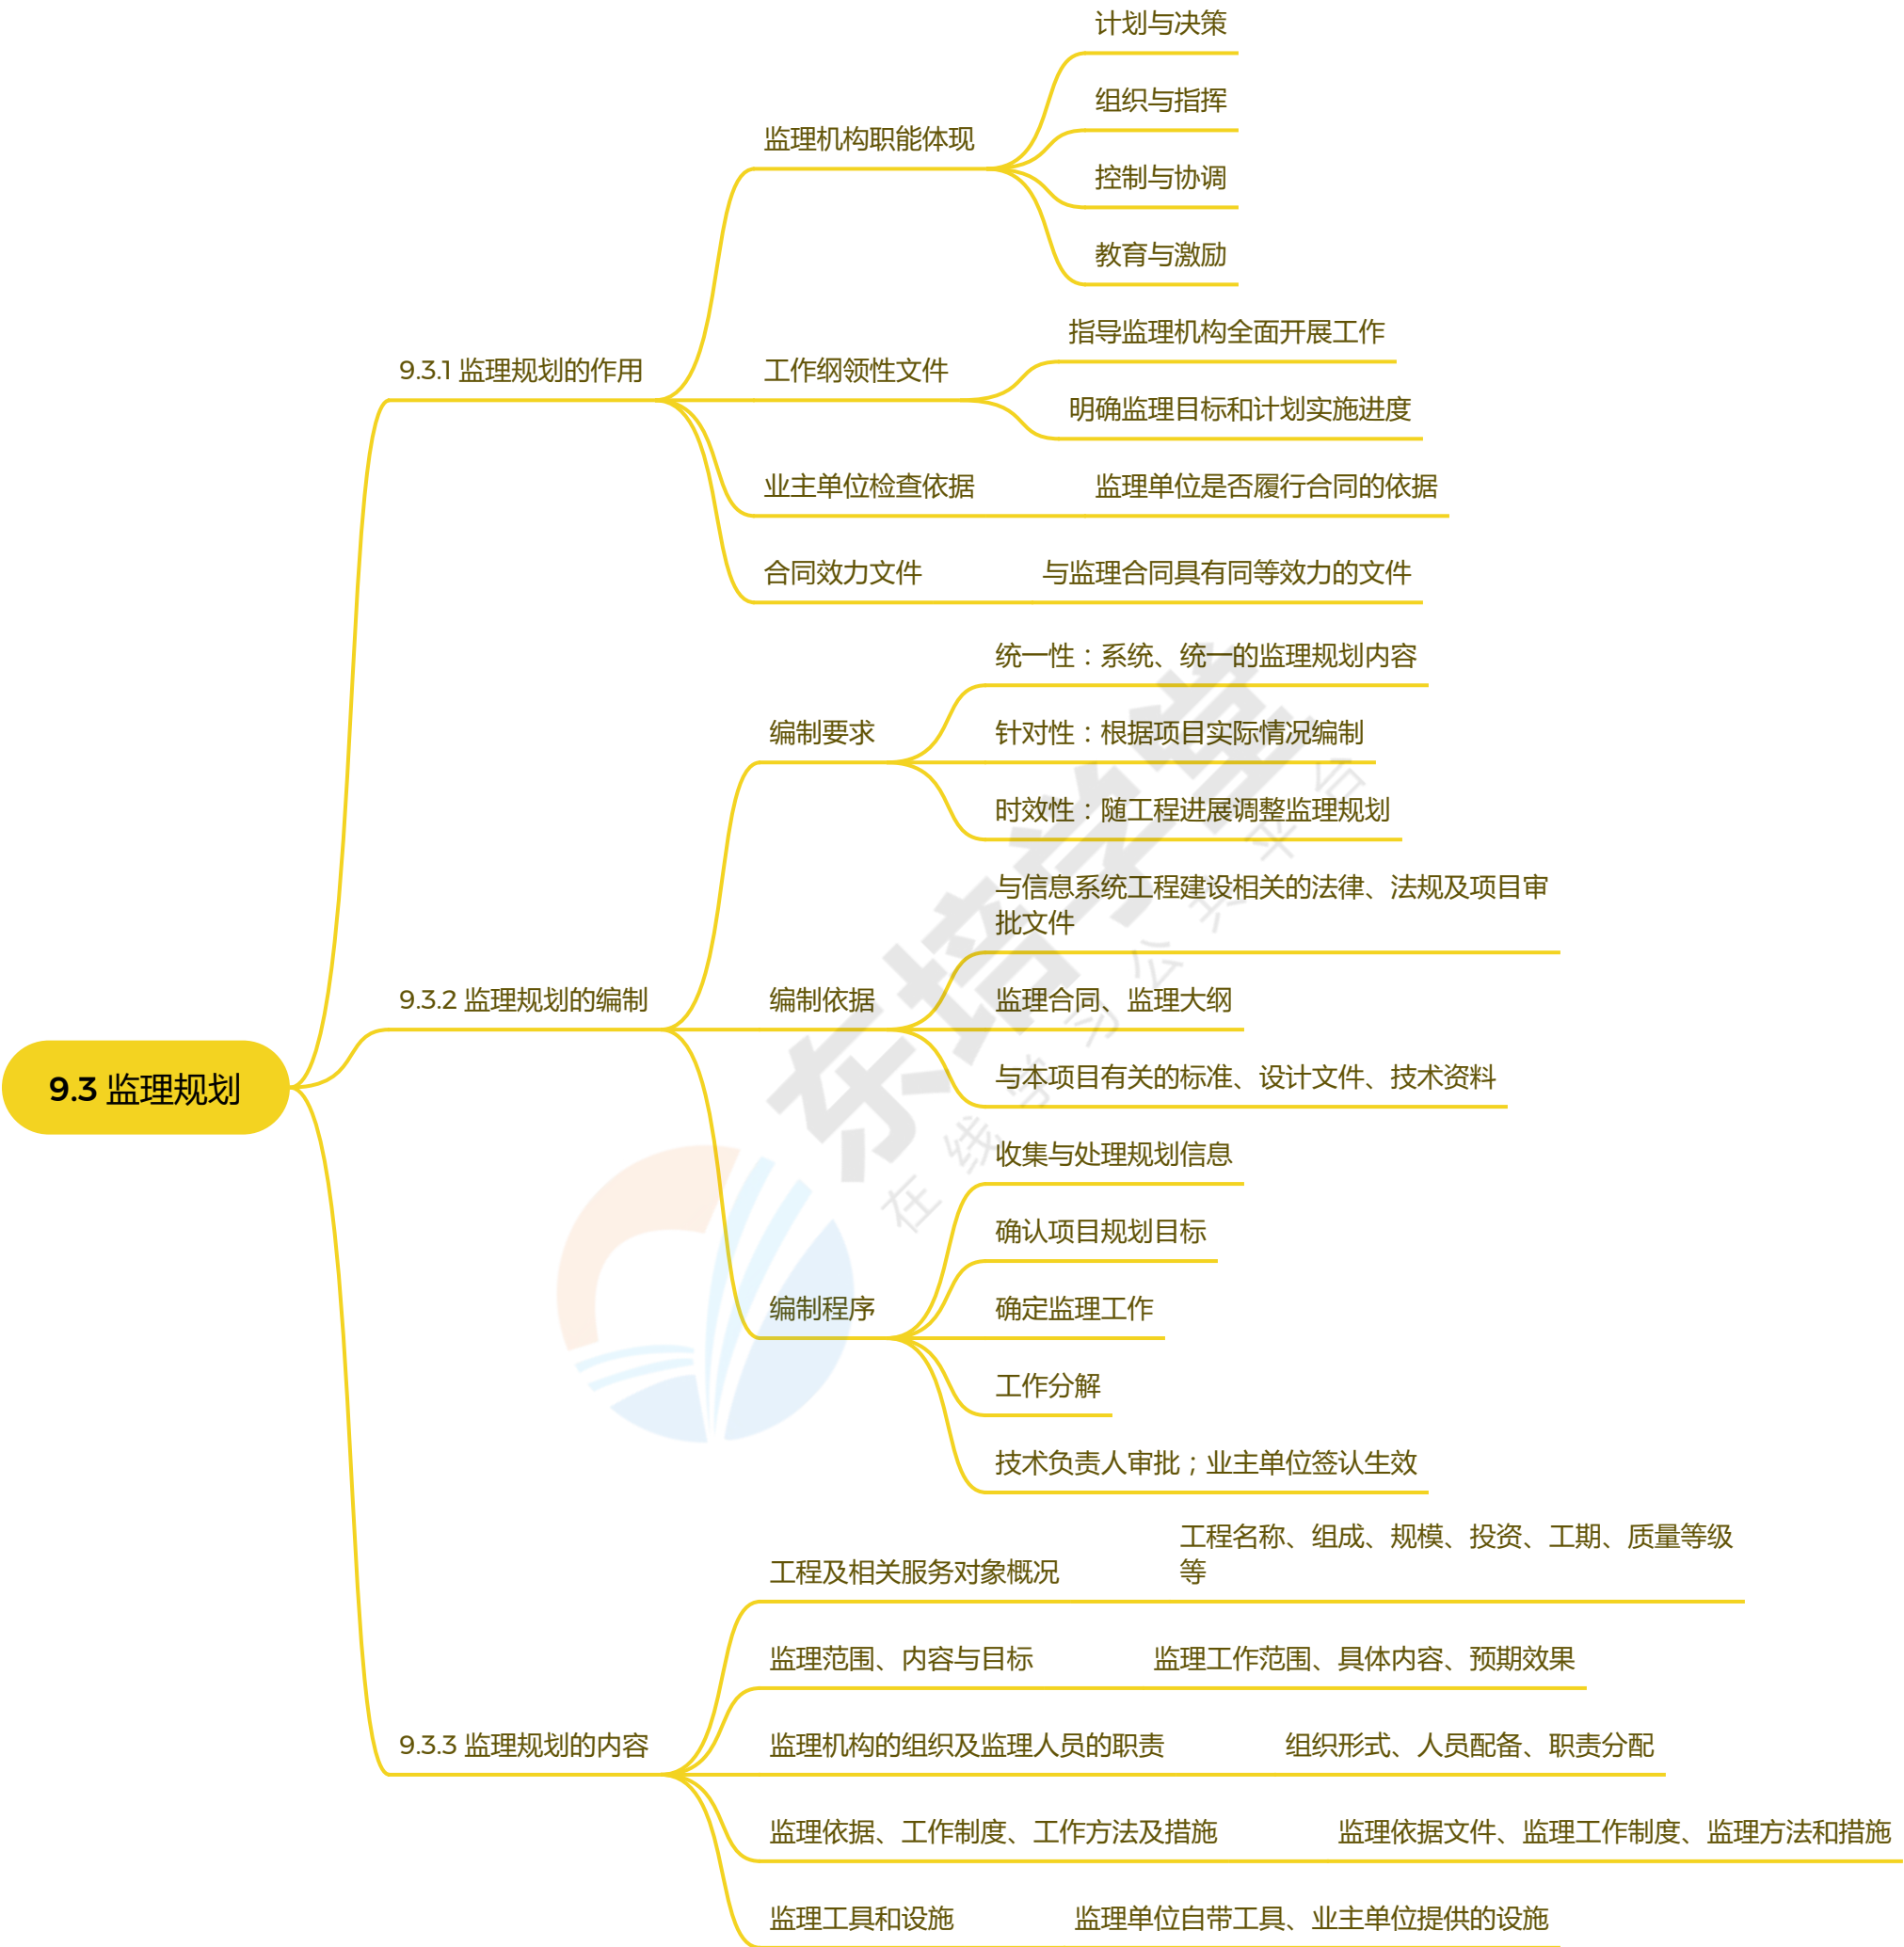 9.3 监理规划
9.3.1 监理规划的作用
监理机构职能体现
计划与决策
组织与指挥
控制与协调
教育与激励
工作纲领性文件
指导监理机构全面开展工作
明确监理目标和计划实施进度
业主单位检查依据
监理单位是否履行合同的依据
合同效力文件
与监理合同具有同等效力的文件
9.3.2 监理规划的编制
编制要求
统一性：系统、统一的监理规划内容
针对性：根据项目实际情况编制
时效性：随工程进展调整监理规划
编制依据
与信息系统工程建设相关的法律、法规及项目审
批文件
监理合同、监理大纲
与本项目有关的标准、设计文件、技术资料
编制程序
收集与处理规划信息
确认项目规划目标
确定监理工作
工作分解
技术负责人审批；业主单位签认生效
9.3.3 监理规划的内容
工程及相关服务对象概况
工程名称、组成、规模、投资、工期、质量等级
等
监理范围、内容与目标
监理工作范围、具体内容、预期效果
监理机构的组织及监理人员的职责
组织形式、人员配备、职责分配
监理依据、工作制度、工作方法及措施
监理依据文件、监理工作制度、监理方法和措施
监理工具和设施
监理单位自带工具、业主单位提供的设施
东培学堂
在线学习公共平台